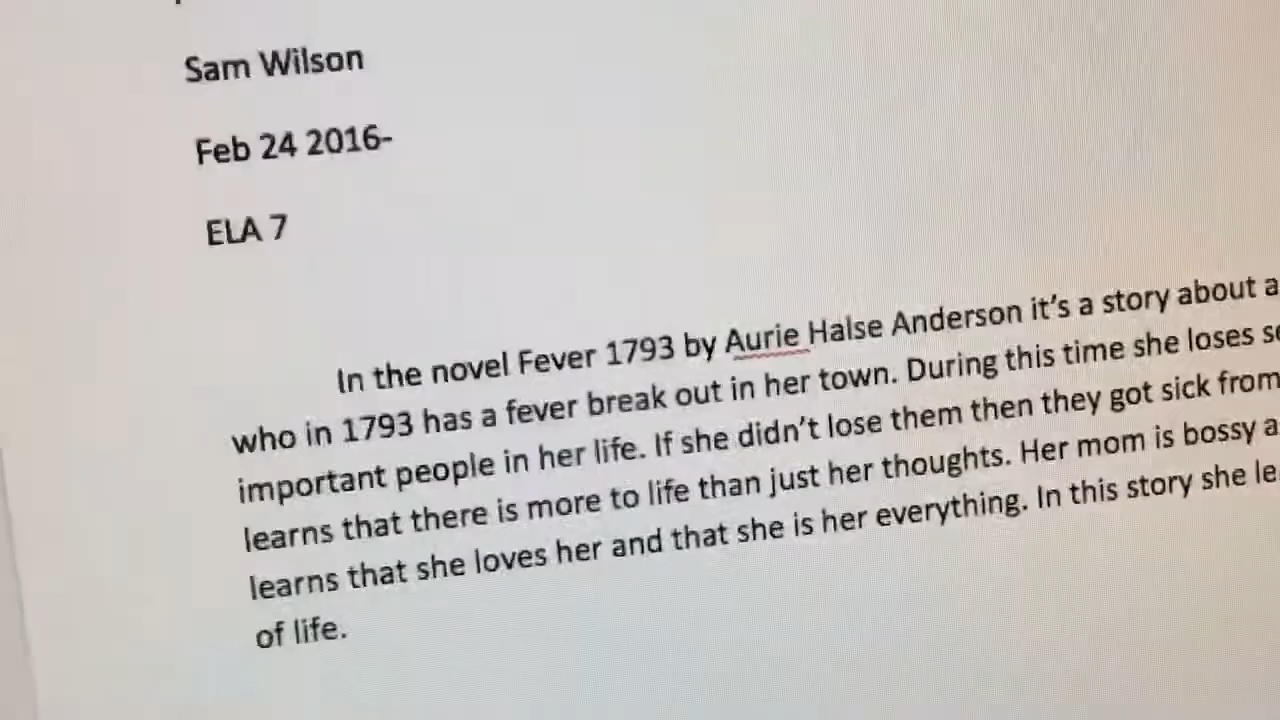 Sam Wilson
Feb 24 2016-
ELA 7
In the novel Fever 1793 by Aurie Halse Anderson it's a story about a
who in 1793 has a fever break out in her town. During this time she loses
important people in her life. If she didn't lose them then they got sick from
learns that there is more to life than just her thoughts. Her mom is bossy
learns that she loves her and that she is her everything. In this story she
of life.